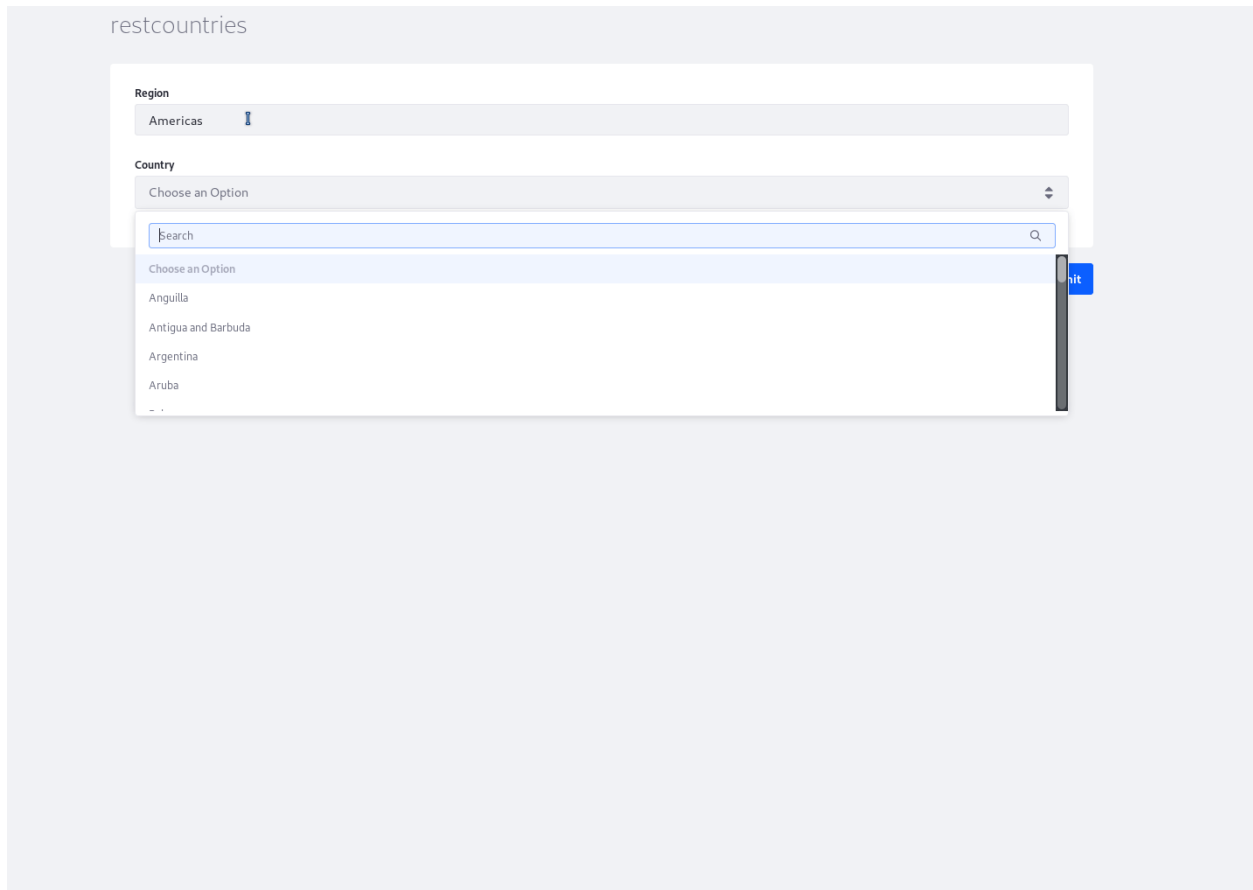 restcountries
Region
Americas
Country
Choose an Option
Search
Choose an Option
Anguilla
Antigua and Barbuda
Argentina
Aruba